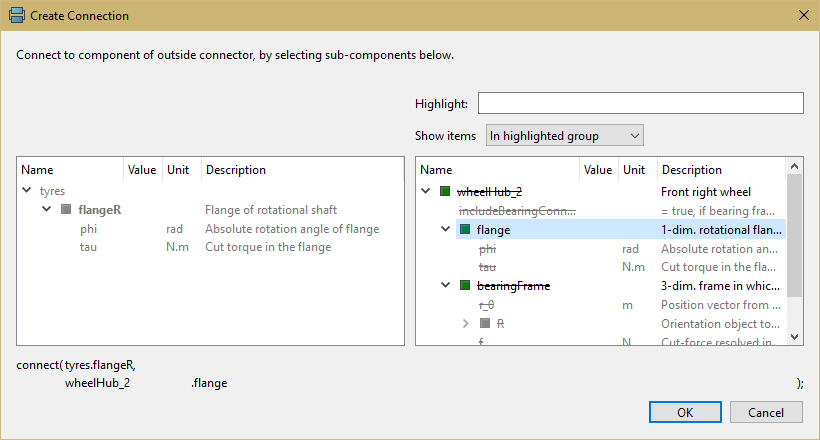 Create Connection
Connect to component of outside connector, by selecting sub-components below.
Highlight:
Show items In highlighted group
Name Value Unit Description
tyres
flangeR Flange of rotational shaft
phi rad Absolute rotation angle of flange
tau N.m Cut torque in the flange
Name Value Unit Description
wheelHub_2 Front right wheel
includeBearingConn... = true, if bearing fra...
flange 1-dim. rotational flan...
phi rad Absolute rotation an...
tau N.m Cut torque in the fla...
bearingFrame 3-dim. frame in whic...
r_0 m Position vector from ...
R Orientation object to...
f N Cut-force resolved in
connect( tyres.flangeR,
wheelHub_2 .flange );
OK Cancel